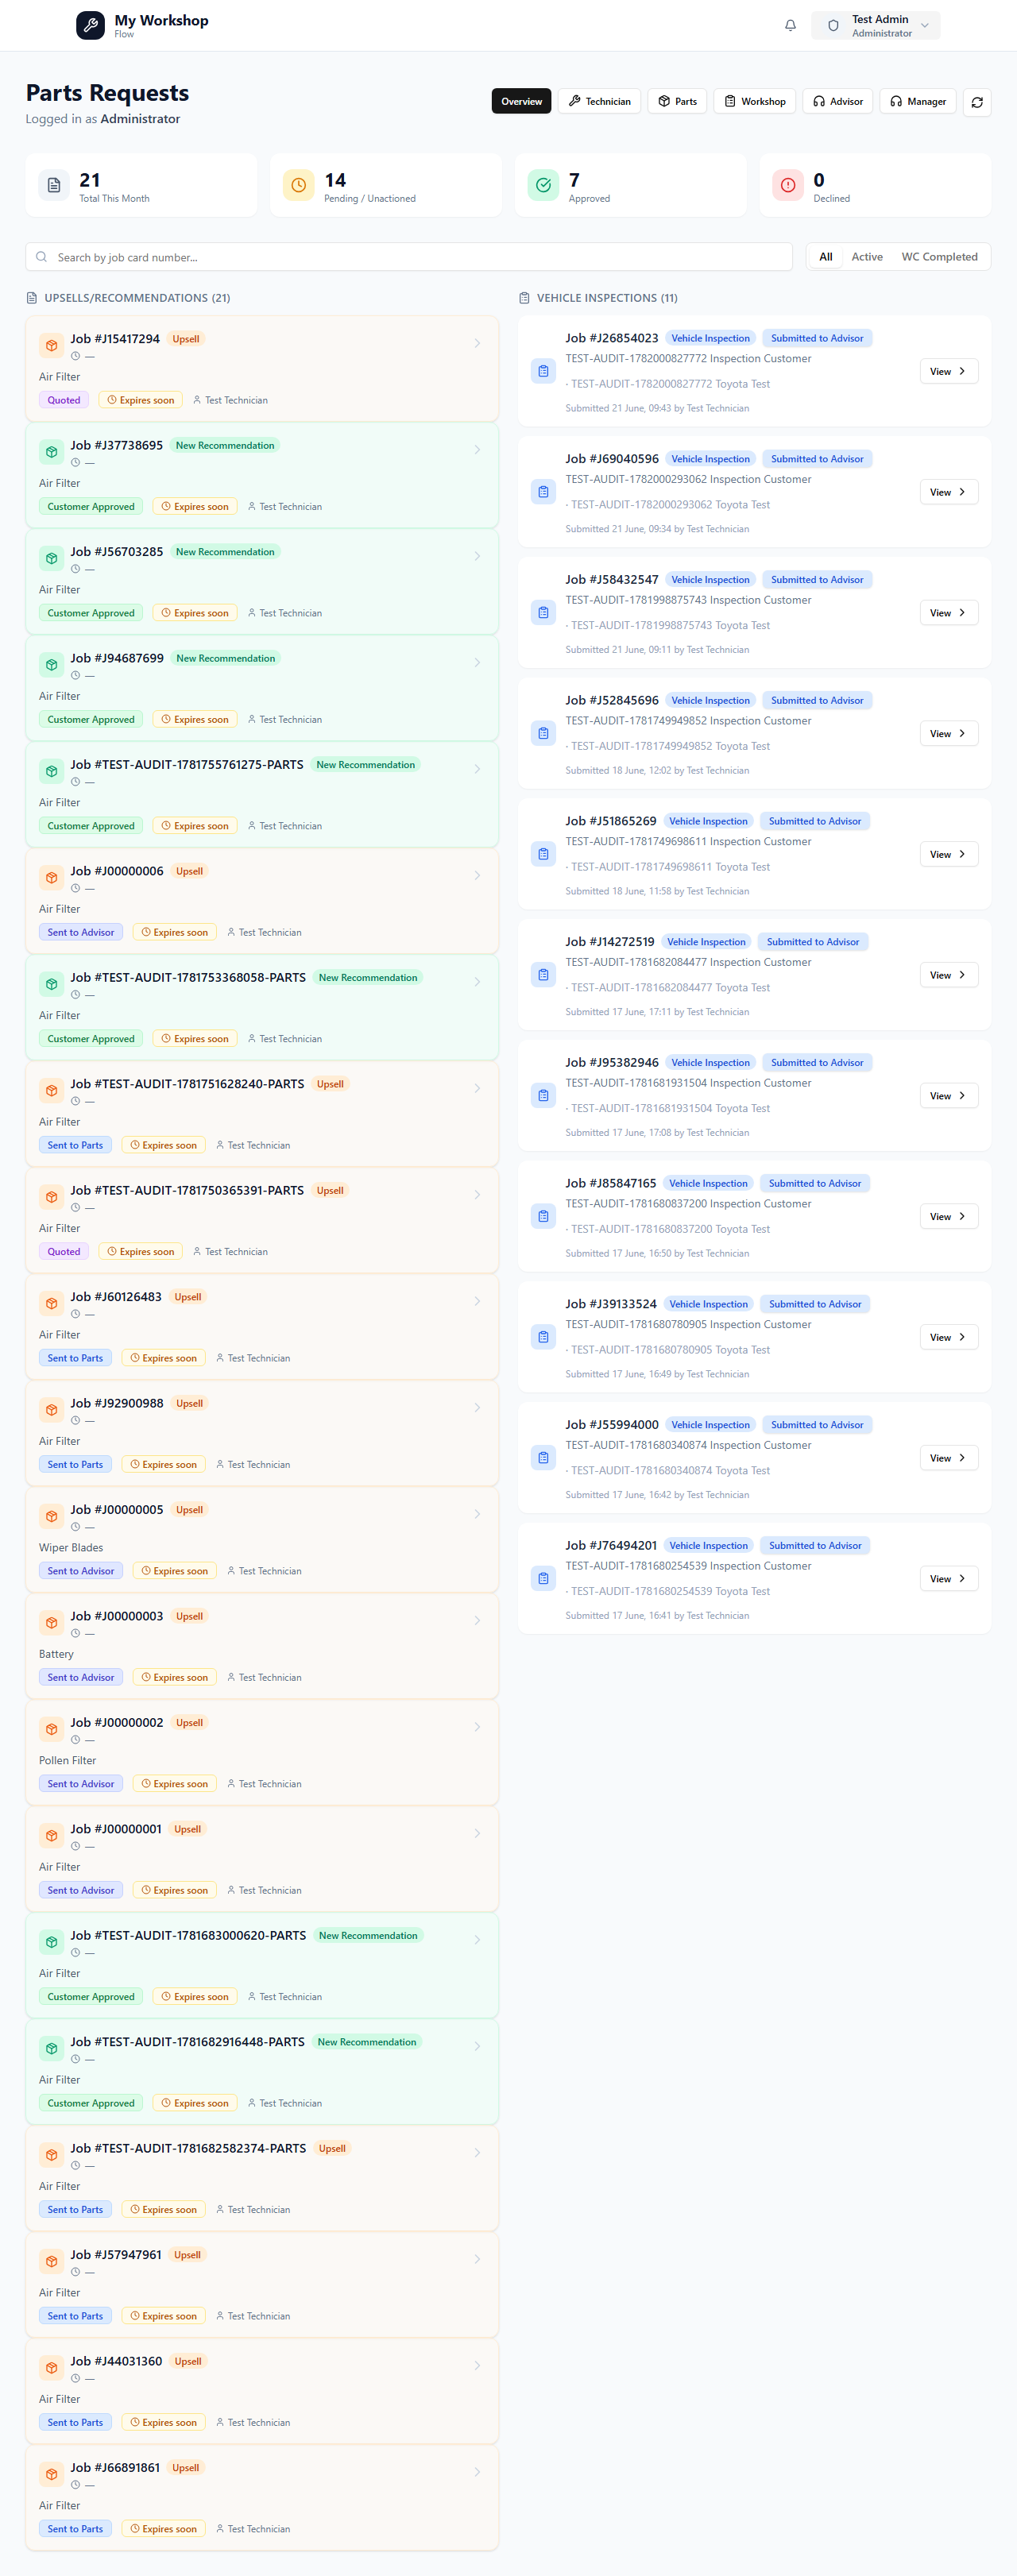 My Workshop
Flow
Test Admin
Administrator
Parts Requests
Logged in as Administrator
Overview
Technician
Parts
Workshop
Advisor
Manager
21
Total This Month
14
Pending / Unactioned
7
Approved
0
Declined
Search by job card number...
All
Active
WC Completed
UPSELLS/RECOMMENDATIONS (21)
Job #J15417294 Upsell
—
Air Filter
Quoted Expires soon Test Technician
Job #J37738695 New Recommendation
—
Air Filter
Customer Approved Expires soon Test Technician
Job #J56703285 New Recommendation
—
Air Filter
Customer Approved Expires soon Test Technician
Job #J94687699 New Recommendation
—
Air Filter
Customer Approved Expires soon Test Technician
Job #TEST-AUDIT-1781755761275-PARTS New Recommendation
—
Air Filter
Customer Approved Expires soon Test Technician
Job #J00000006 Upsell
—
Air Filter
Sent to Advisor Expires soon Test Technician
Job #TEST-AUDIT-1781753368058-PARTS New Recommendation
—
Air Filter
Customer Approved Expires soon Test Technician
Job #TEST-AUDIT-1781751628240-PARTS Upsell
—
Air Filter
Sent to Parts Expires soon Test Technician
Job #TEST-AUDIT-1781750365391-PARTS Upsell
—
Air Filter
Quoted Expires soon Test Technician
Job #J60126483 Upsell
—
Air Filter
Sent to Parts Expires soon Test Technician
Job #J92900988 Upsell
—
Air Filter
Sent to Parts Expires soon Test Technician
Job #J00000005 Upsell
—
Wiper Blades
Sent to Advisor Expires soon Test Technician
Job #J00000003 Upsell
—
Battery
Sent to Advisor Expires soon Test Technician
Job #J00000002 Upsell
—
Pollen Filter
Sent to Advisor Expires soon Test Technician
Job #J00000001 Upsell
—
Air Filter
Sent to Advisor Expires soon Test Technician
Job #TEST-AUDIT-1781683000620-PARTS New Recommendation
—
Air Filter
Customer Approved Expires soon Test Technician
Job #TEST-AUDIT-1781682916448-PARTS New Recommendation
—
Air Filter
Customer Approved Expires soon Test Technician
Job #TEST-AUDIT-1781682582374-PARTS Upsell
—
Air Filter
Sent to Parts Expires soon Test Technician
Job #J57947961 Upsell
—
Air Filter
Sent to Parts Expires soon Test Technician
Job #J44031360 Upsell
—
Air Filter
Sent to Parts Expires soon Test Technician
Job #J66891861 Upsell
—
Air Filter
Sent to Parts Expires soon Test Technician
VEHICLE INSPECTIONS (11)
Job #J26854023 Vehicle Inspection Submitted to Advisor
TEST-AUDIT-1782000827772 Inspection Customer
· TEST-AUDIT-1782000827772 Toyota Test
Submitted 21 June, 09:43 by Test Technician
View
Job #J69040596 Vehicle Inspection Submitted to Advisor
TEST-AUDIT-1782000293062 Inspection Customer
· TEST-AUDIT-1782000293062 Toyota Test
Submitted 21 June, 09:34 by Test Technician
View
Job #J58432547 Vehicle Inspection Submitted to Advisor
TEST-AUDIT-1781998875743 Inspection Customer
· TEST-AUDIT-1781998875743 Toyota Test
Submitted 21 June, 09:11 by Test Technician
View
Job #J52845696 Vehicle Inspection Submitted to Advisor
TEST-AUDIT-1781749949852 Inspection Customer
· TEST-AUDIT-1781749949852 Toyota Test
Submitted 18 June, 12:02 by Test Technician
View
Job #J51865269 Vehicle Inspection Submitted to Advisor
TEST-AUDIT-1781749698611 Inspection Customer
· TEST-AUDIT-1781749698611 Toyota Test
Submitted 18 June, 11:58 by Test Technician
View
Job #J14272519 Vehicle Inspection Submitted to Advisor
TEST-AUDIT-1781682084477 Inspection Customer
· TEST-AUDIT-1781682084477 Toyota Test
Submitted 17 June, 17:11 by Test Technician
View
Job #J95382946 Vehicle Inspection Submitted to Advisor
TEST-AUDIT-1781681931504 Inspection Customer
· TEST-AUDIT-1781681931504 Toyota Test
Submitted 17 June, 17:08 by Test Technician
View
Job #J85847165 Vehicle Inspection Submitted to Advisor
TEST-AUDIT-1781680837200 Inspection Customer
· TEST-AUDIT-1781680837200 Toyota Test
Submitted 17 June, 16:50 by Test Technician
View
Job #J39133524 Vehicle Inspection Submitted to Advisor
TEST-AUDIT-1781680780905 Inspection Customer
· TEST-AUDIT-1781680780905 Toyota Test
Submitted 17 June, 16:49 by Test Technician
View
Job #J55994000 Vehicle Inspection Submitted to Advisor
TEST-AUDIT-1781680340874 Inspection Customer
· TEST-AUDIT-1781680340874 Toyota Test
Submitted 17 June, 16:42 by Test Technician
View
Job #J76494201 Vehicle Inspection Submitted to Advisor
TEST-AUDIT-1781680254539 Inspection Customer
· TEST-AUDIT-1781680254539 Toyota Test
Submitted 17 June, 16:41 by Test Technician
View